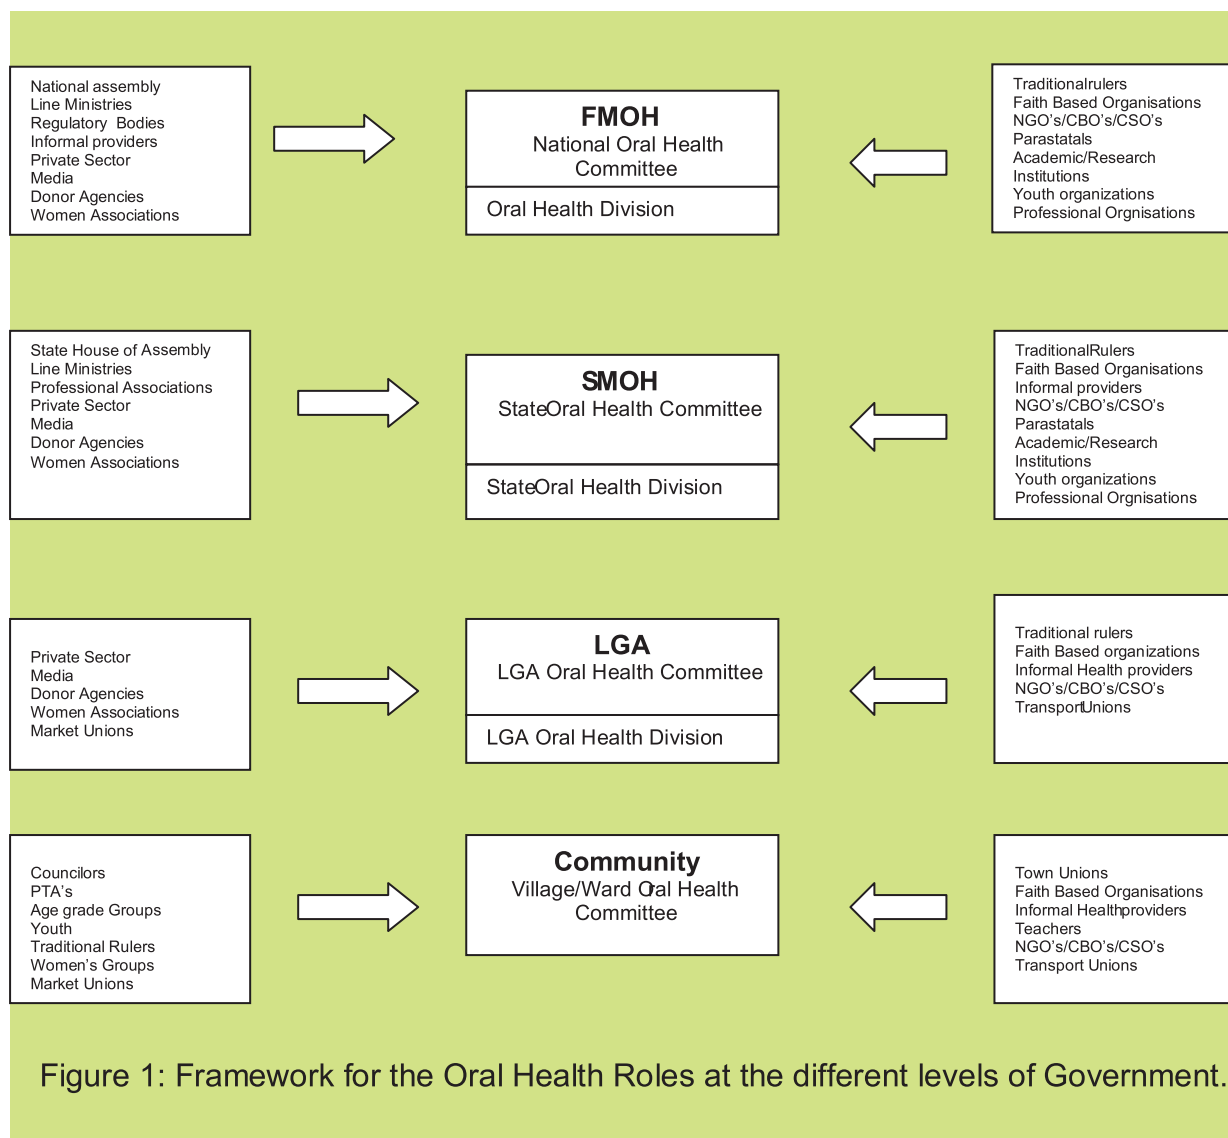 National assembly
Line Ministries
Regulatory Bodies
Informal providers
Private Sector
Media
Donor Agencies
Women Associations
FMOH
National Oral Health
Committee
Oral Health Division
Traditionalrulers
Faith Based Organisations
NGO's/CBO's/CSO's
Parastatals
Academic/Research
Institutions
Youth organizations
Professional Orgnisations
State House of Assembly
Line Ministries
Professional Associations
Private Sector
Media
Donor Agencies
Women Associations
SMOH
StateOral Health Committee
StateOral Health Division
TraditionalRulers
Faith Based Organisations
Informal providers
NGO's/CBO's/CSO's
Parastatals
Academic/Research
Institutions
Youth organizations
Professional Orgnisations
Private Sector
Media
Donor Agencies
Women Associations
Market Unions
LGA
LGA Oral Health Committee
LGA Oral Health Division
Traditional rulers
Faith Based organizations
Informal Health providers
NGO's/CBO's/CSO's
TransportUnions
Councilors
PTA's
Age grade Groups
Youth
Traditional Rulers
Women's Groups
Market Unions
Community
Village/Ward Oral Health
Committee
Town Unions
Faith Based Organisations
Informal Healthproviders
Teachers
NGO's/CBO's/CSO's
Transport Unions
Figure 1: Framework for the Oral Health Roles at the different levels of Government.